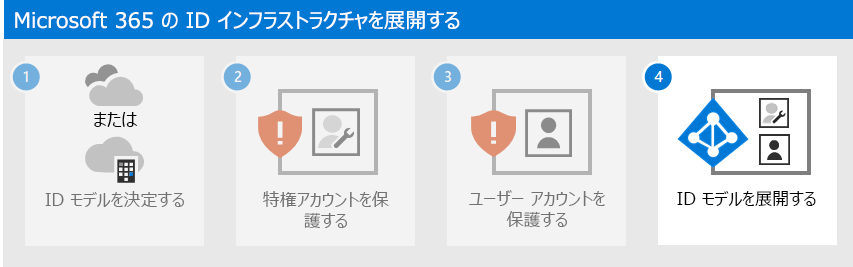 Microsoft 365 の ID インフラストラクチャを展開する
1
または
ID モデルを決定する
2
特権アカウントを保
護する
3
ユーザー アカウントを
保護する
4
ID モデルを展開する